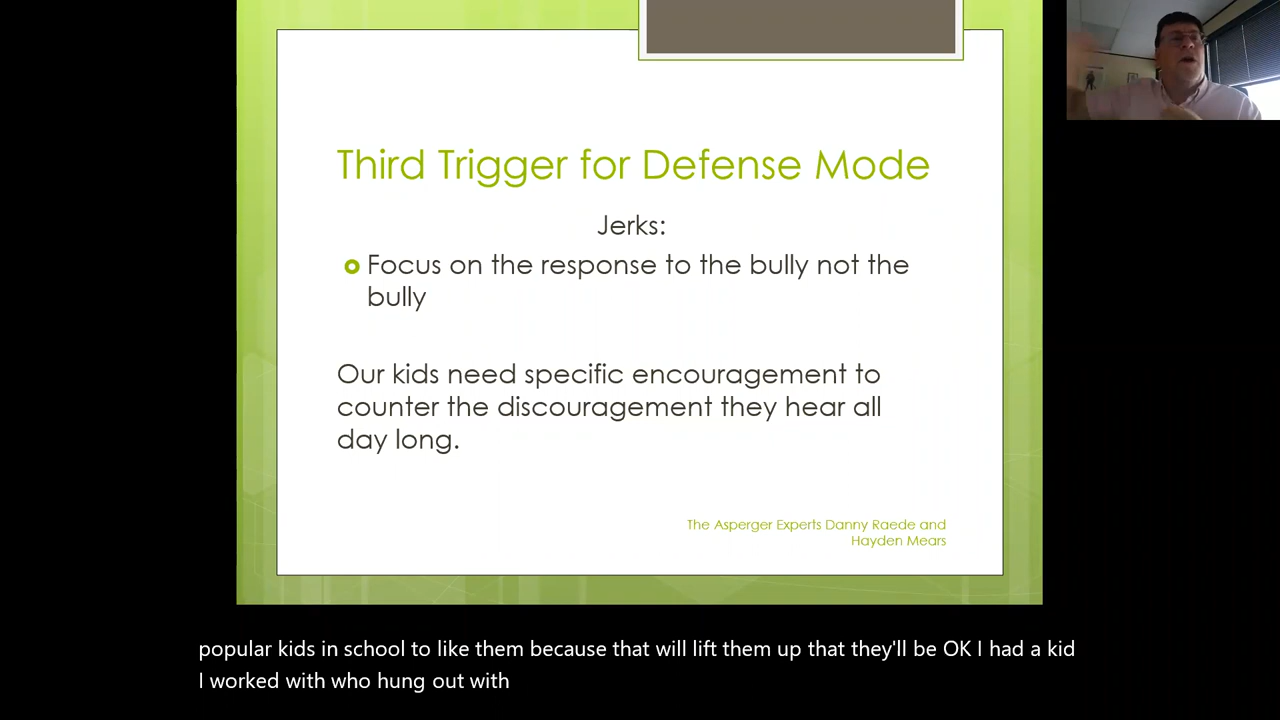 Third Trigger for Defense Mode
Jerks:
Focus on the response to the bully not the
bully
Our kids need specific encouragement to
counter the discouragement they hear all
day long.
The Asperger Experts Danny Raede and
Hayden Mears
popular kids in school to like them because that will lift them up that they'll be OK I had a kid
I worked with who hung out with